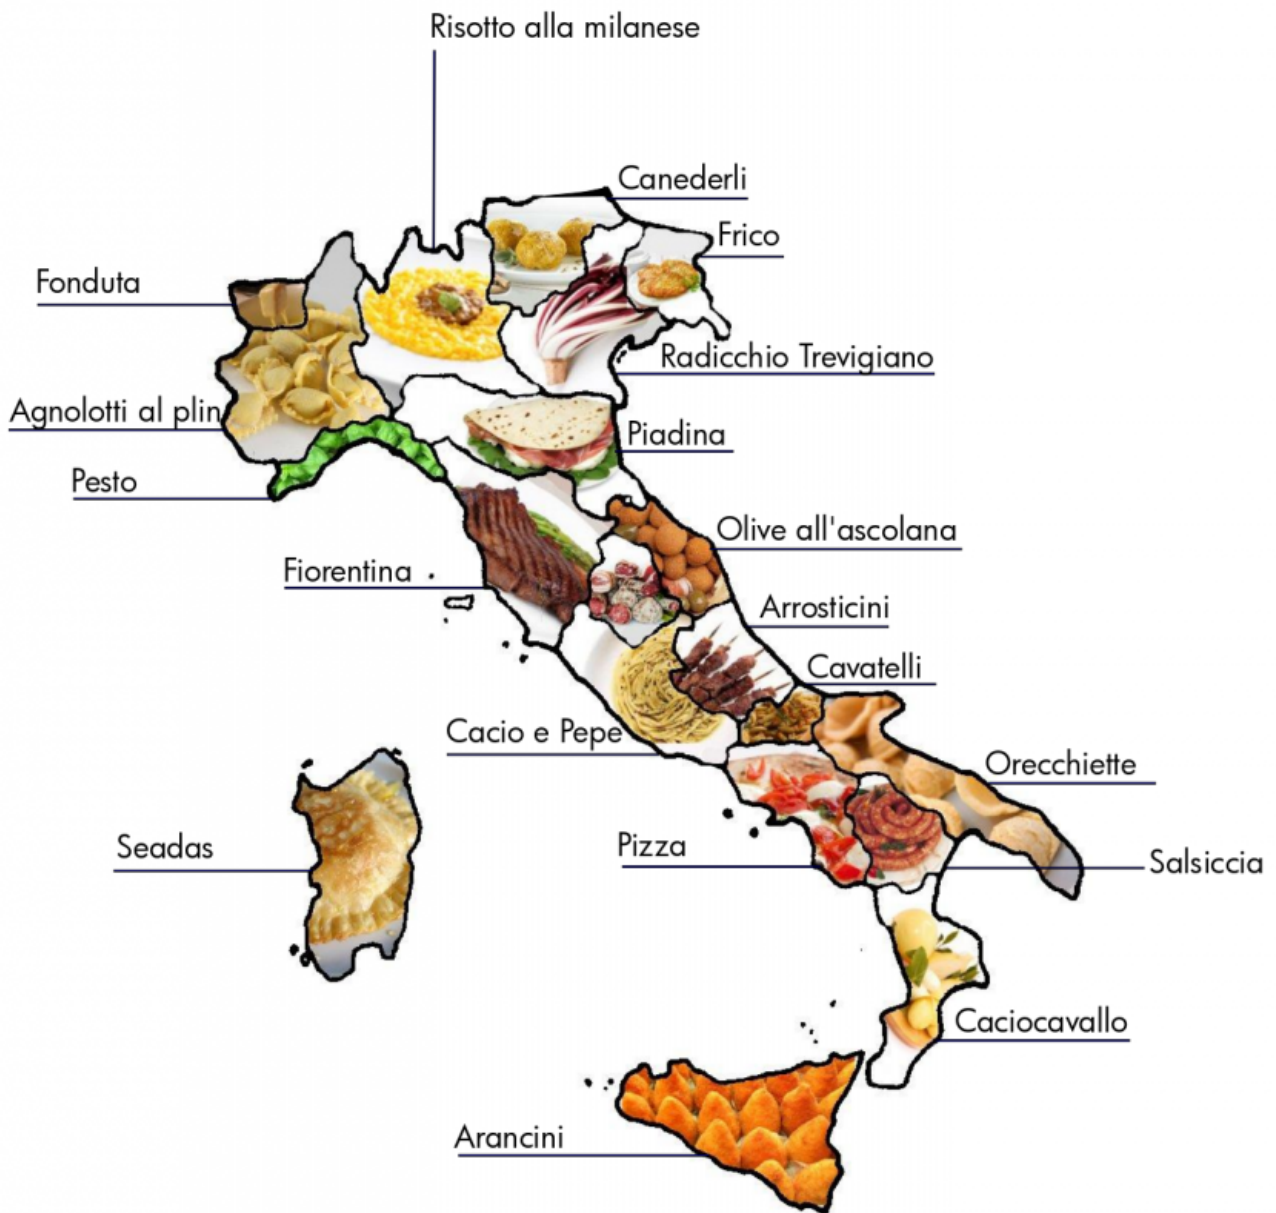 Risotto alla milanese
Canederli
Frico
Fonduta
Radicchio Trevigiano
Agnolotti al plin
Piadina
Pesto
Olive all'ascolana
Fiorentina
Arrosticini
Cavatelli
Cacio e Pepe
Orecchiette
Seadas
Pizza
Salsiccia
Caciocavallo
Arancini